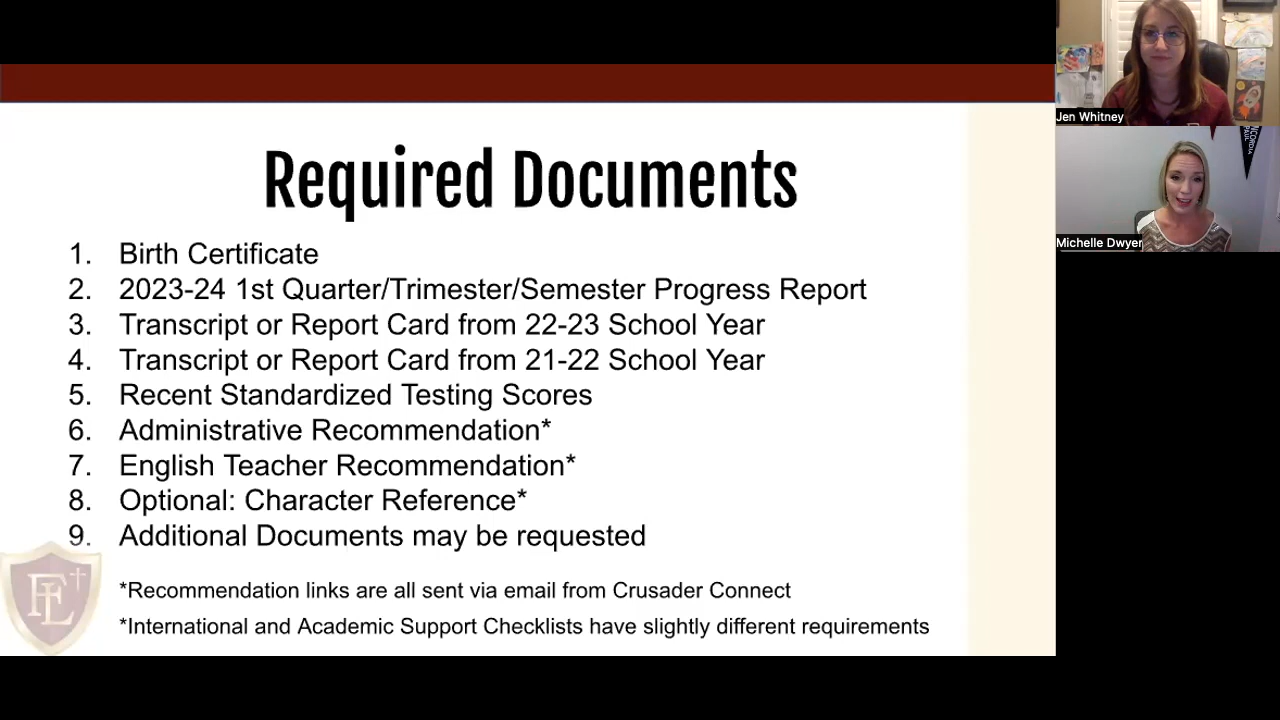 Required Documents
1. Birth Certificate
2. 2023-24 1st Quarter/Trimester/Semester Progress Report
3. Transcript or Report Card from 22-23 School Year
4. Transcript or Report Card from 21-22 School Year
5. Recent Standardized Testing Scores
6. Administrative Recommendation*
7. English Teacher Recommendation*
8. Optional: Character Reference*
9. Additional Documents may be requested
*Recommendation links are all sent via email from Crusader Connect
*International and Academic Support Checklists have slightly different requirements
FL
Jen Whitney
Michelle Dwyer